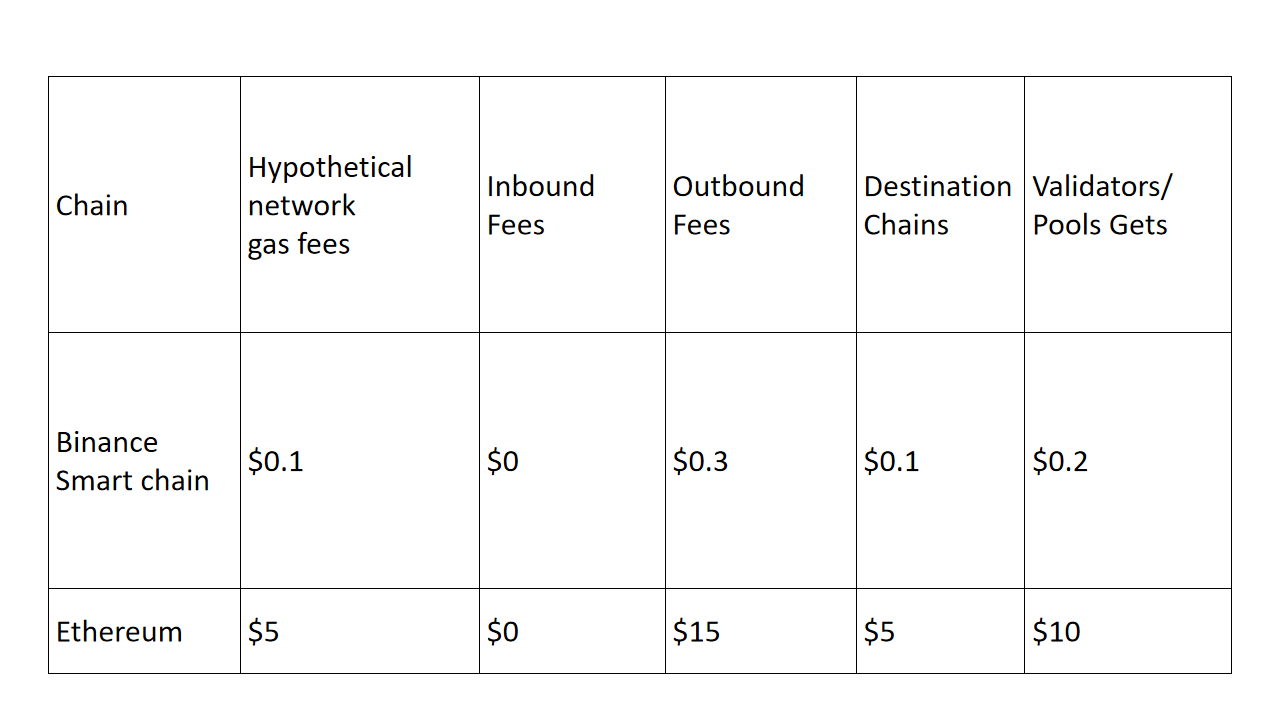 Chain
Hypothetical
network
gas fees
Inbound
Fees
Outbound
Fees
Destination
Chains
Validators/
Pools Gets
Binance
Smart chain
$0.1
$0
$0.3
$0.1
$0.2
Ethereum
$5
$0
$15
$5
$10